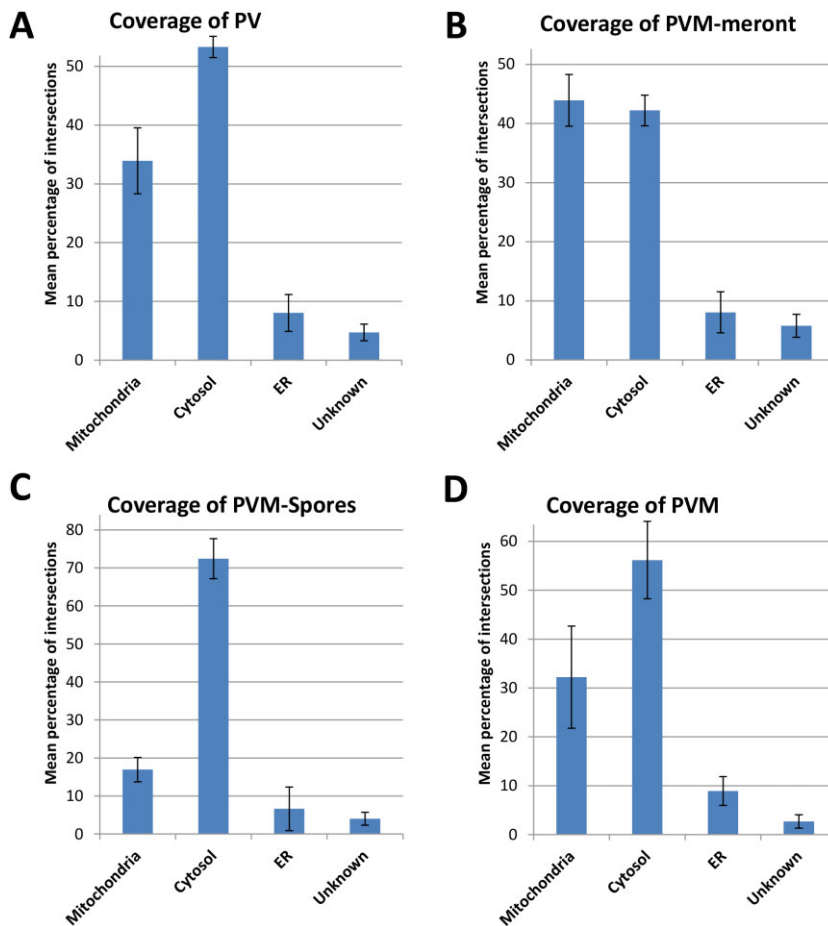 A
Coverage of PV
Mean percentage of intersections
50
40
30
20
10
0
Mitochondria
Cytosol
ER
Unknown
B
Coverage of PVM-meront
Mean percentage of intersections
50
40
30
20
10
0
Mitochondria
Cytosol
ER
Unknown
C
Coverage of PVM-Spores
Mean percentage of intersections
80
70
60
50
40
30
20
10
0
Mitochondria
Cytosol
ER
Unknown
D
Coverage of PVM
Mean percentage of intersections
60
50
40
30
20
10
0
Mitochondria
Cytosol
ER
Unknown